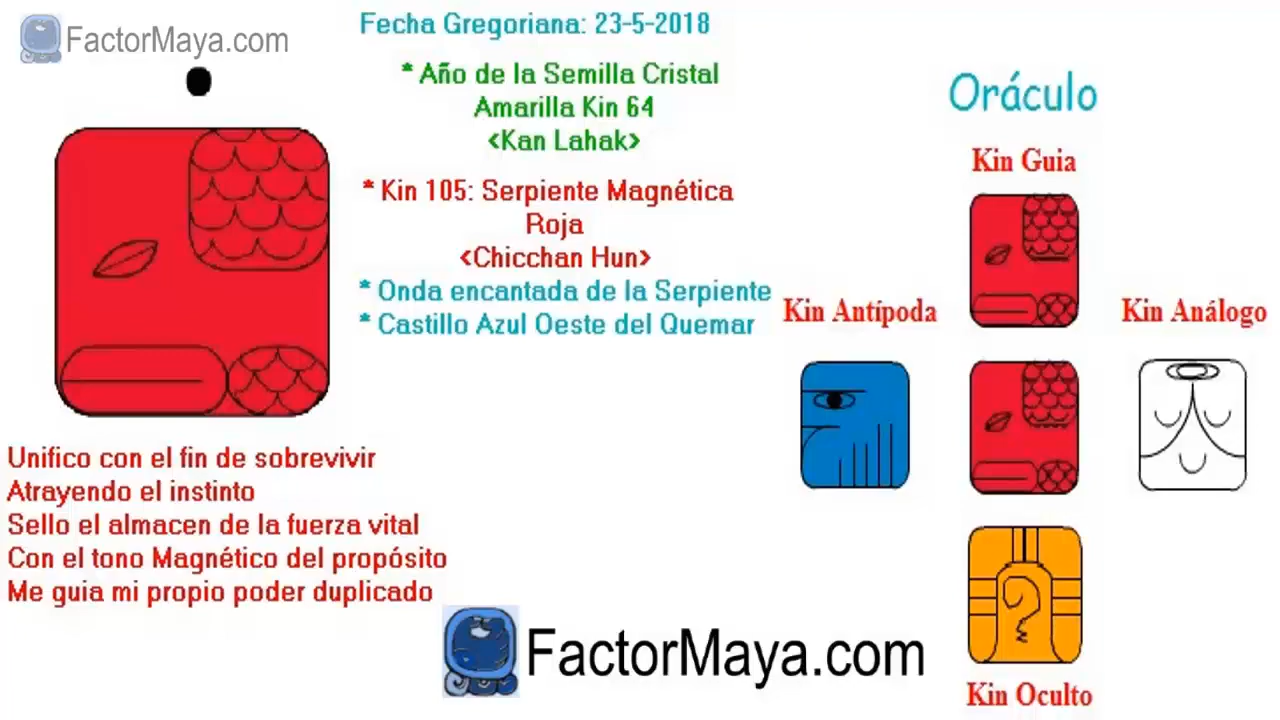 FactorMaya.com
Fecha Gregoriana: 23-5-2018
* Año de la Semilla Cristal
Amarilla Kin 64
<Kan Lahak>
* Kin 105: Serpiente Magnética
Roja
<Chicchan Hun>
* Onda encantada de la Serpiente
* Castillo Azul Oeste del Quemar
Unifico con el fin de sobrevivir
Atrayendo el instinto
Sello el almacen de la fuerza vital
Con el tono Magnético del propósito
Me guia mi propio poder duplicado
Oráculo
Kin Guia
Kin Antípoda
Kin Análogo
Kin Oculto
FactorMaya.com